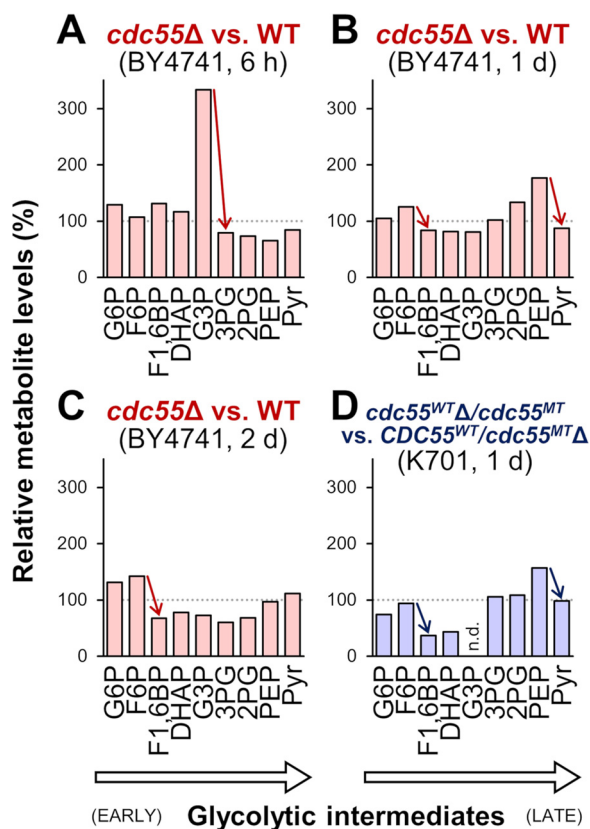 A
cdc55Δ vs. WT
(BY4741, 6 h)
300
200
100
0
G6P
F6P
F1,6BP
DHAP
G3P
3PG
2PG
PEP
Pyr
B
cdc55Δ vs. WT
(BY4741, 1 d)
300
200
100
0
G6P
F6P
F1,6BP
DHAP
G3P
3PG
2PG
PEP
Pyr
Relative metabolite levels (%)
C
cdc55Δ vs. WT
(BY4741, 2 d)
300
200
100
0
G6P
F6P
F1,6BP
DHAP
G3P
3PG
2PG
PEP
Pyr
D
cdc55ᵂᵀΔ/cdc55ᴹᵀ
vs. CDC55ᵂᵀ/cdc55ᴹᵀΔ
(K701, 1 d)
300
200
100
0
n.d.
G6P
F6P
F1,6BP
DHAP
G3P
3PG
2PG
PEP
Pyr
(EARLY) Glycolytic intermediates (LATE)